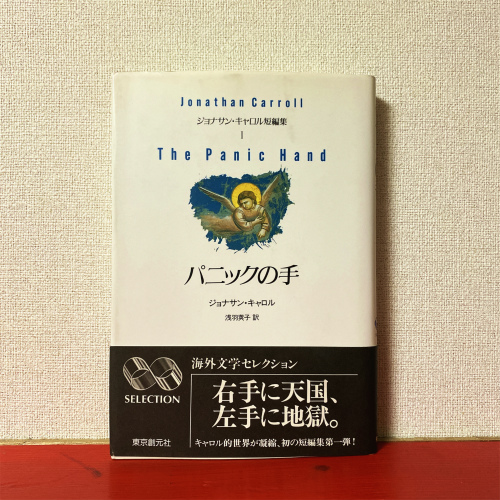 Jonathan Carroll
ジョナサン・キャロル短編集
1
The Panic Hand
パニックの手
ジョナサン・キャロル
浅羽莢子 訳
海外文学セレクション
SELECTION
右手に天国、
左手に地獄。
東京創元社
キャロル的世界が凝縮、初の短編集第一弾!